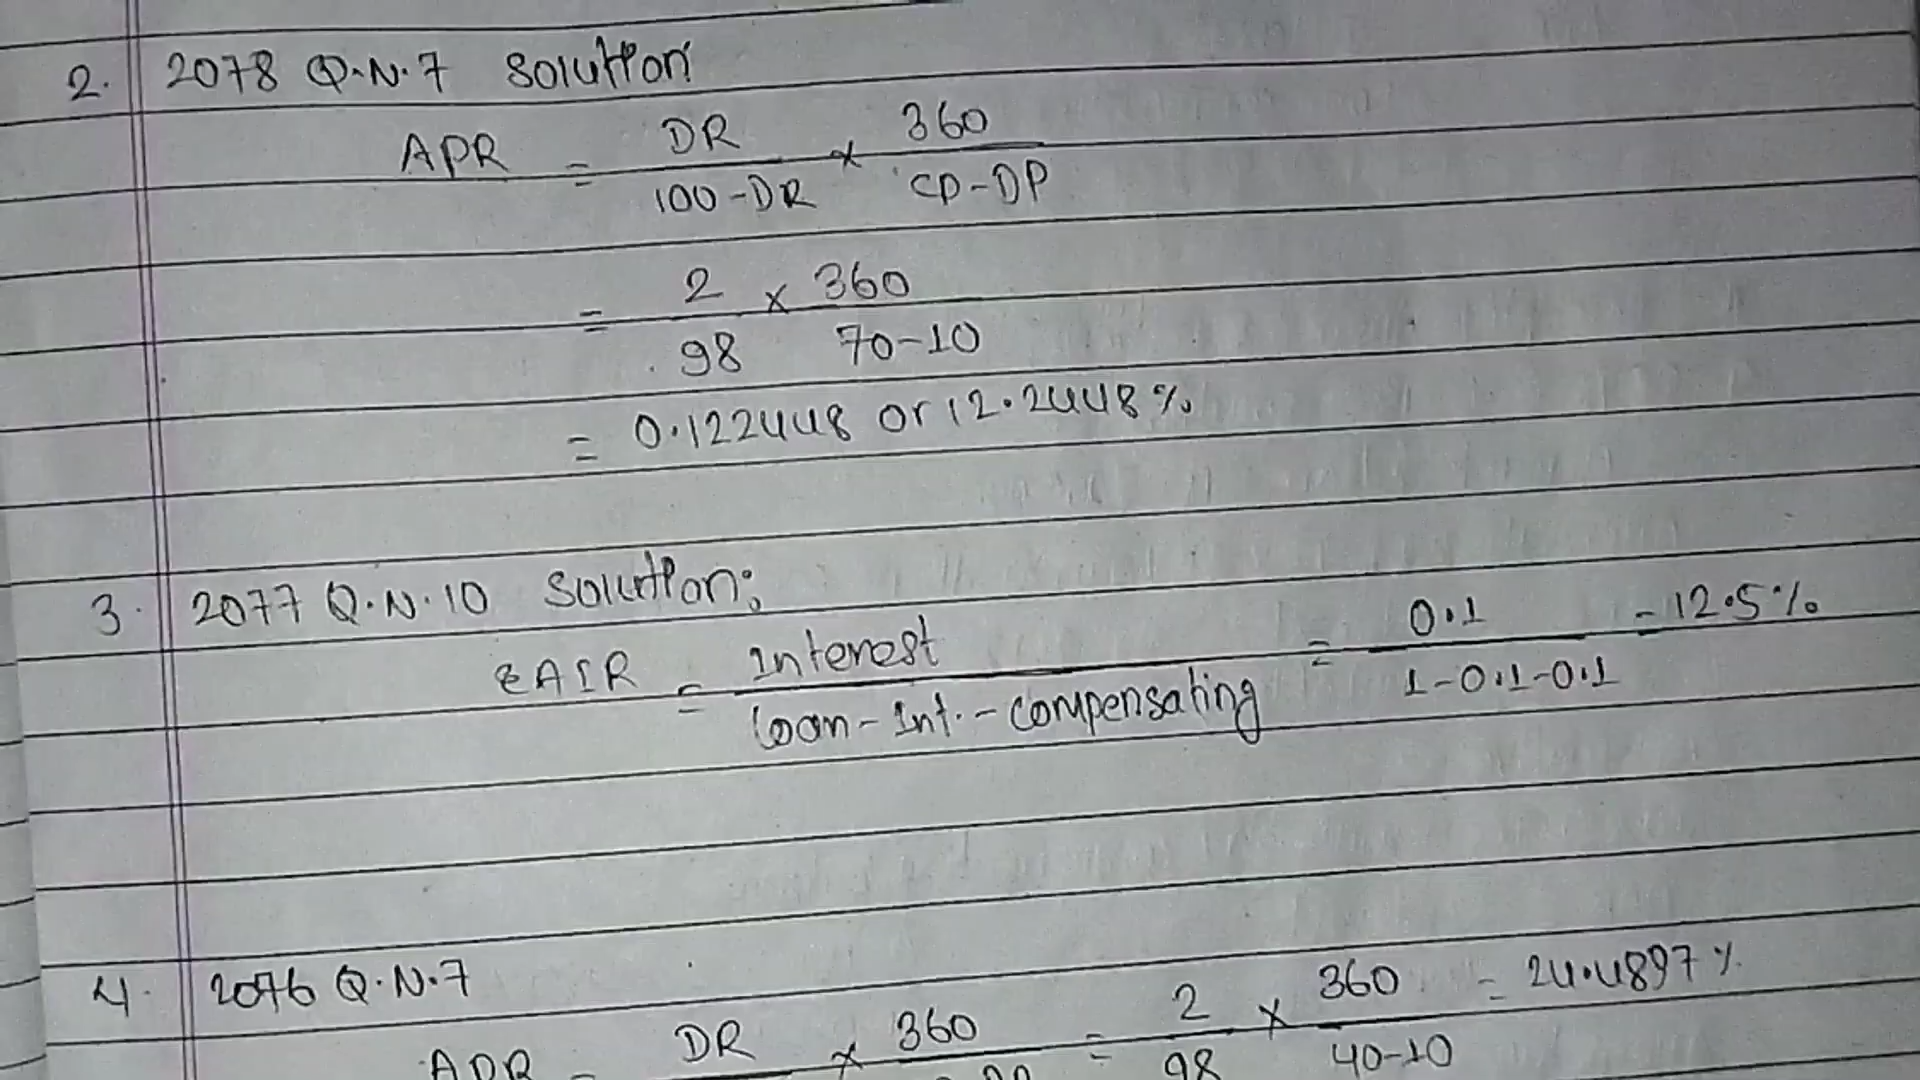 2. 2078 Q.N.7 Solution
APR = DR / 100-DR × 360 / CP-DP
= 2 / 98 × 360 / 70-10
= 0.122448 or 12.2448%
3. 2077 Q.N.10 Solution:
EAIR = Interest / Loan - Int. - Compensating = 0.1 / 1-0.1-0.1 - 12.5%
4. 2076 Q.N.7
APR = DR × 360 = 2 / 98 × 360 / 40-10 = 24.4897%